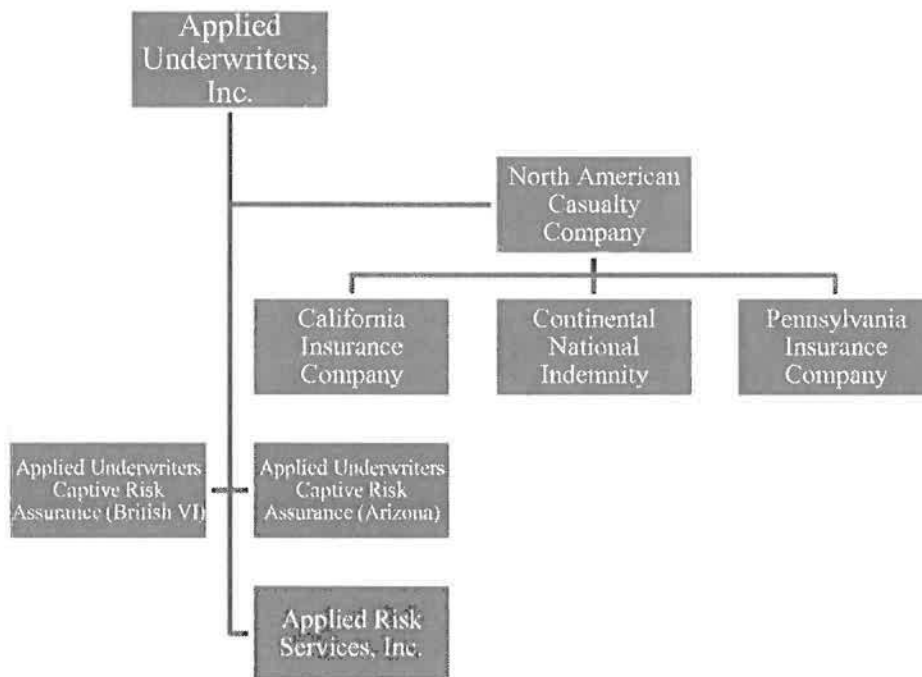 Applied
Underwriters,
Inc.
North American
Casualty
Company
California
Insurance
Company
Continental
National
Indemnity
Pennsylvania
Insurance
Company
Applied Underwriters
Captive Risk
Assurance (British VI)
Applied Underwriters
Captive Risk
Assurance (Arizona)
Applied Risk
Services, Inc.